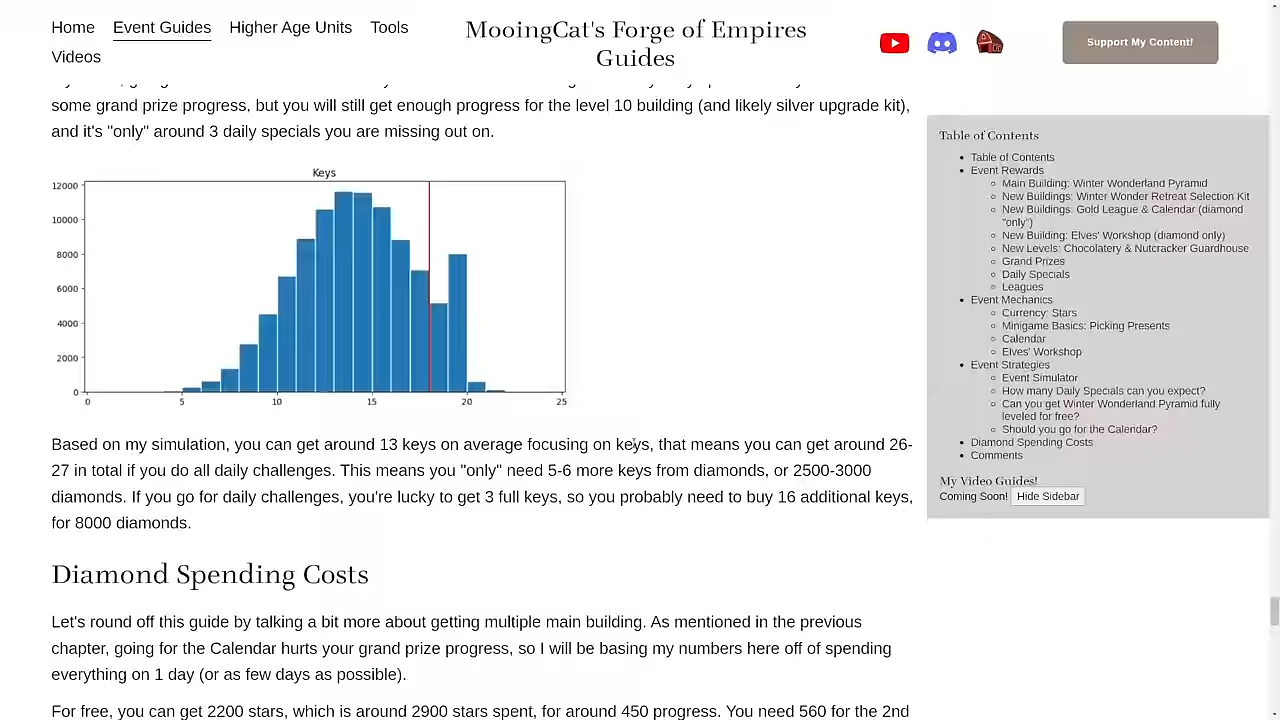 Home Event Guides Higher Age Units Tools
Videos
MooingCat's Forge of Empires
Guides
Support My Content!
some grand prize progress, but you will still get enough progress for the level 10 building (and likely silver upgrade kit),
and it's "only" around 3 daily specials you are missing out on.
Keys
12000
10000
8000
6000
4000
2000
0
0 5 10 15 20 25
Based on my simulation, you can get around 13 keys on average focusing on keys, that means you can get around 26-
27 in total if you do all daily challenges. This means you "only" need 5-6 more keys from diamonds, or 2500-3000
diamonds. If you go for daily challenges, you're lucky to get 3 full keys, so you probably need to buy 16 additional keys,
for 8000 diamonds.
Diamond Spending Costs
Let's round off this guide by talking a bit more about getting multiple main building. As mentioned in the previous
chapter, going for the Calendar hurts your grand prize progress, so I will be basing my numbers here off of spending
everything on 1 day (or as few days as possible).
For free, you can get 2200 stars, which is around 2900 stars spent, for around 450 progress. You need 560 for the 2nd
Table of Contents
Table of Contents
Event Rewards
Main Building: Winter Wonderland Pyramid
New Buildings: Winter Wonder Retreat Selection Kit
New Buildings: Gold League & Calendar (diamond
"only")
New Building: Elves' Workshop (diamond only)
New Levels: Chocolatery & Nutcracker Guardhouse
Grand Prizes
Daily Specials
Leagues
Event Mechanics
Currency: Stars
Minigame Basics: Picking Presents
Calendar
Elves' Workshop
Event Strategies
Event Simulator
How many Daily Specials can you expect?
Can you get Winter Wonderland Pyramid fully
leveled for free?
Should you go for the Calendar?
Diamond Spending Costs
Comments
My Video Guides!
Coming Soon! Hide Sidebar